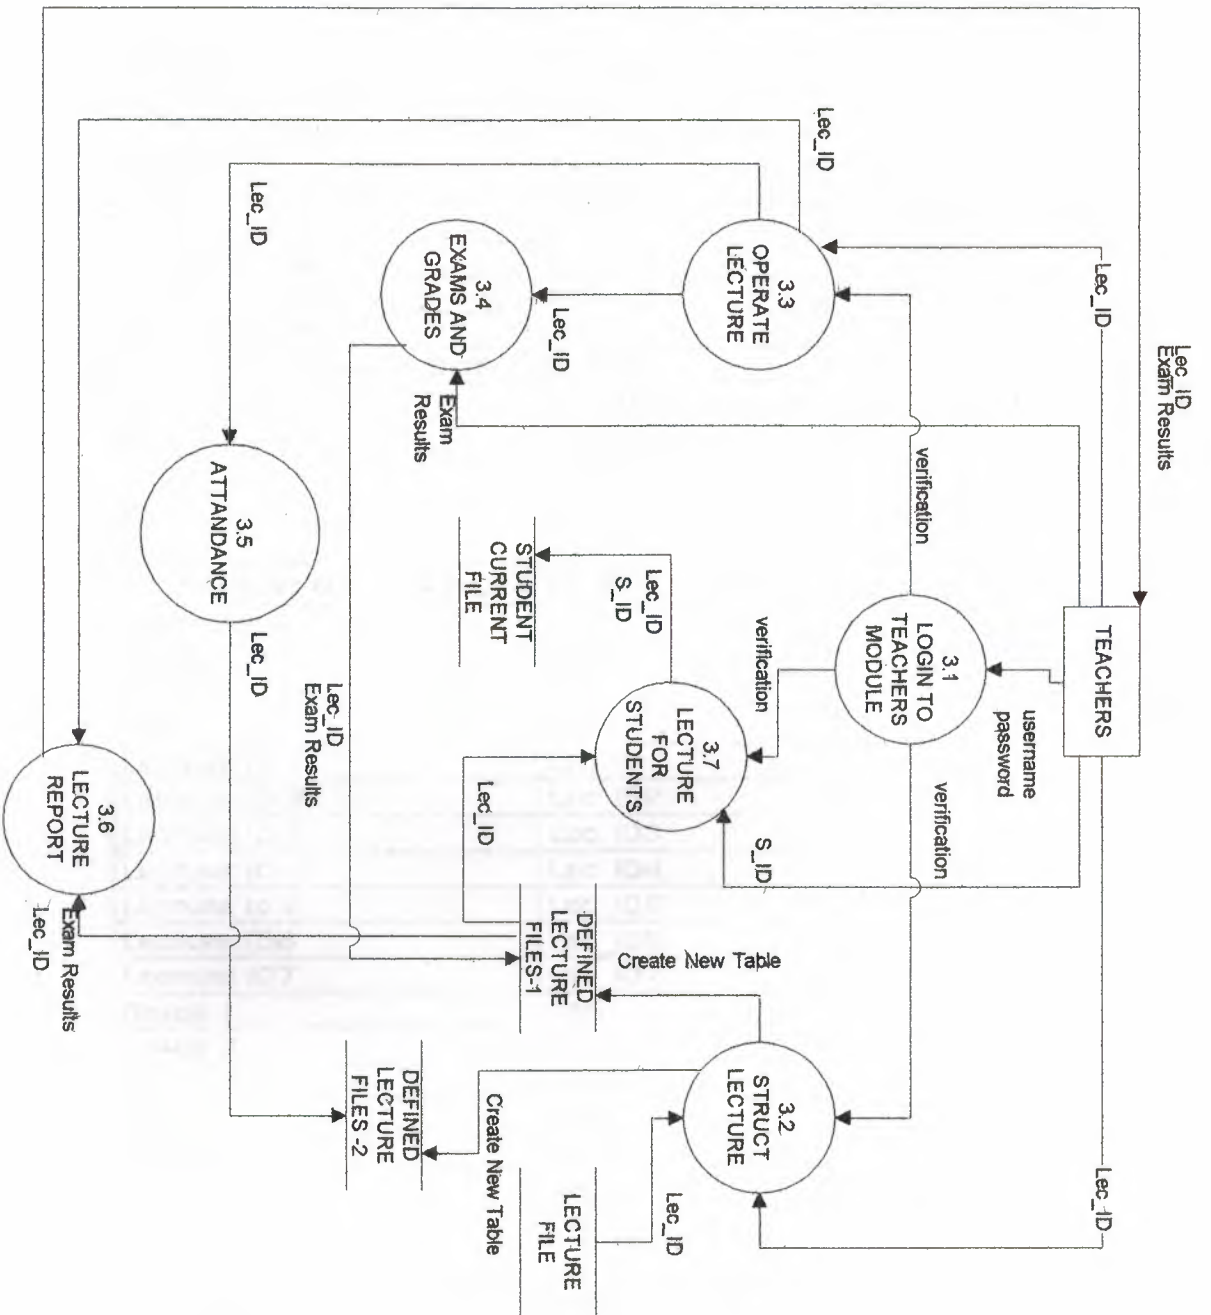 Lec_ID
Exam Results
TEACHERS
Lec_ID
username
password
Lec_ID
3.1
LOGIN TO
TEACHERS
MODULE
verification
verification
verification
S_ID
3.3
OPERATE
LECTURE
Lec_ID
3.7
LECTURE
FOR
STUDENTS
3.2
STRUCT
LECTURE
Lec_ID
S_ID
Create New Table
Lec_ID
Lec_ID
Exam
Results
3.4
EXAMS AND
GRADES
STUDENT
CURRENT
FILE
Lec_ID
DEFINED
LECTURE
FILES-1
Create New Table
LECTURE
FILE
Lec_ID
Exam Results
DEFINED
LECTURE
FILES -2
Lec_ID
3.5
ATTANDANCE
Lec_ID
3.6
LECTURE
REPORT
Exam Results
Lec_ID